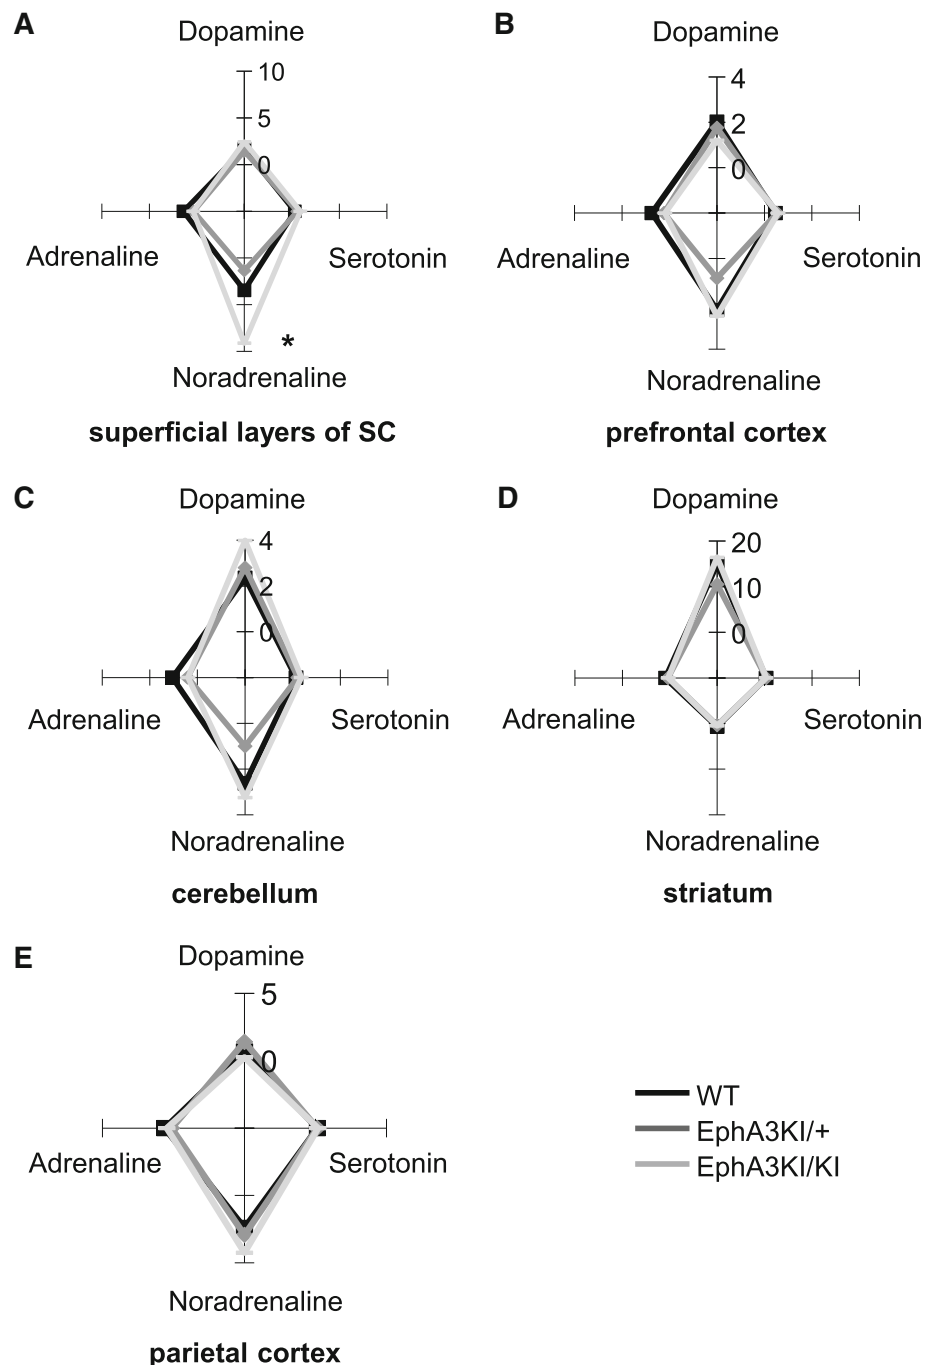 A
Dopamine
10
5
0
Adrenaline
Serotonin
*
Noradrenaline
superficial layers of SC
B
Dopamine
4
2
0
Adrenaline
Serotonin
Noradrenaline
prefrontal cortex
C
Dopamine
4
2
0
Adrenaline
Serotonin
Noradrenaline
cerebellum
D
Dopamine
20
10
0
Adrenaline
Serotonin
Noradrenaline
striatum
E
Dopamine
5
0
Adrenaline
Serotonin
Noradrenaline
parietal cortex
WT
EphA3KI/+
EphA3KI/KI